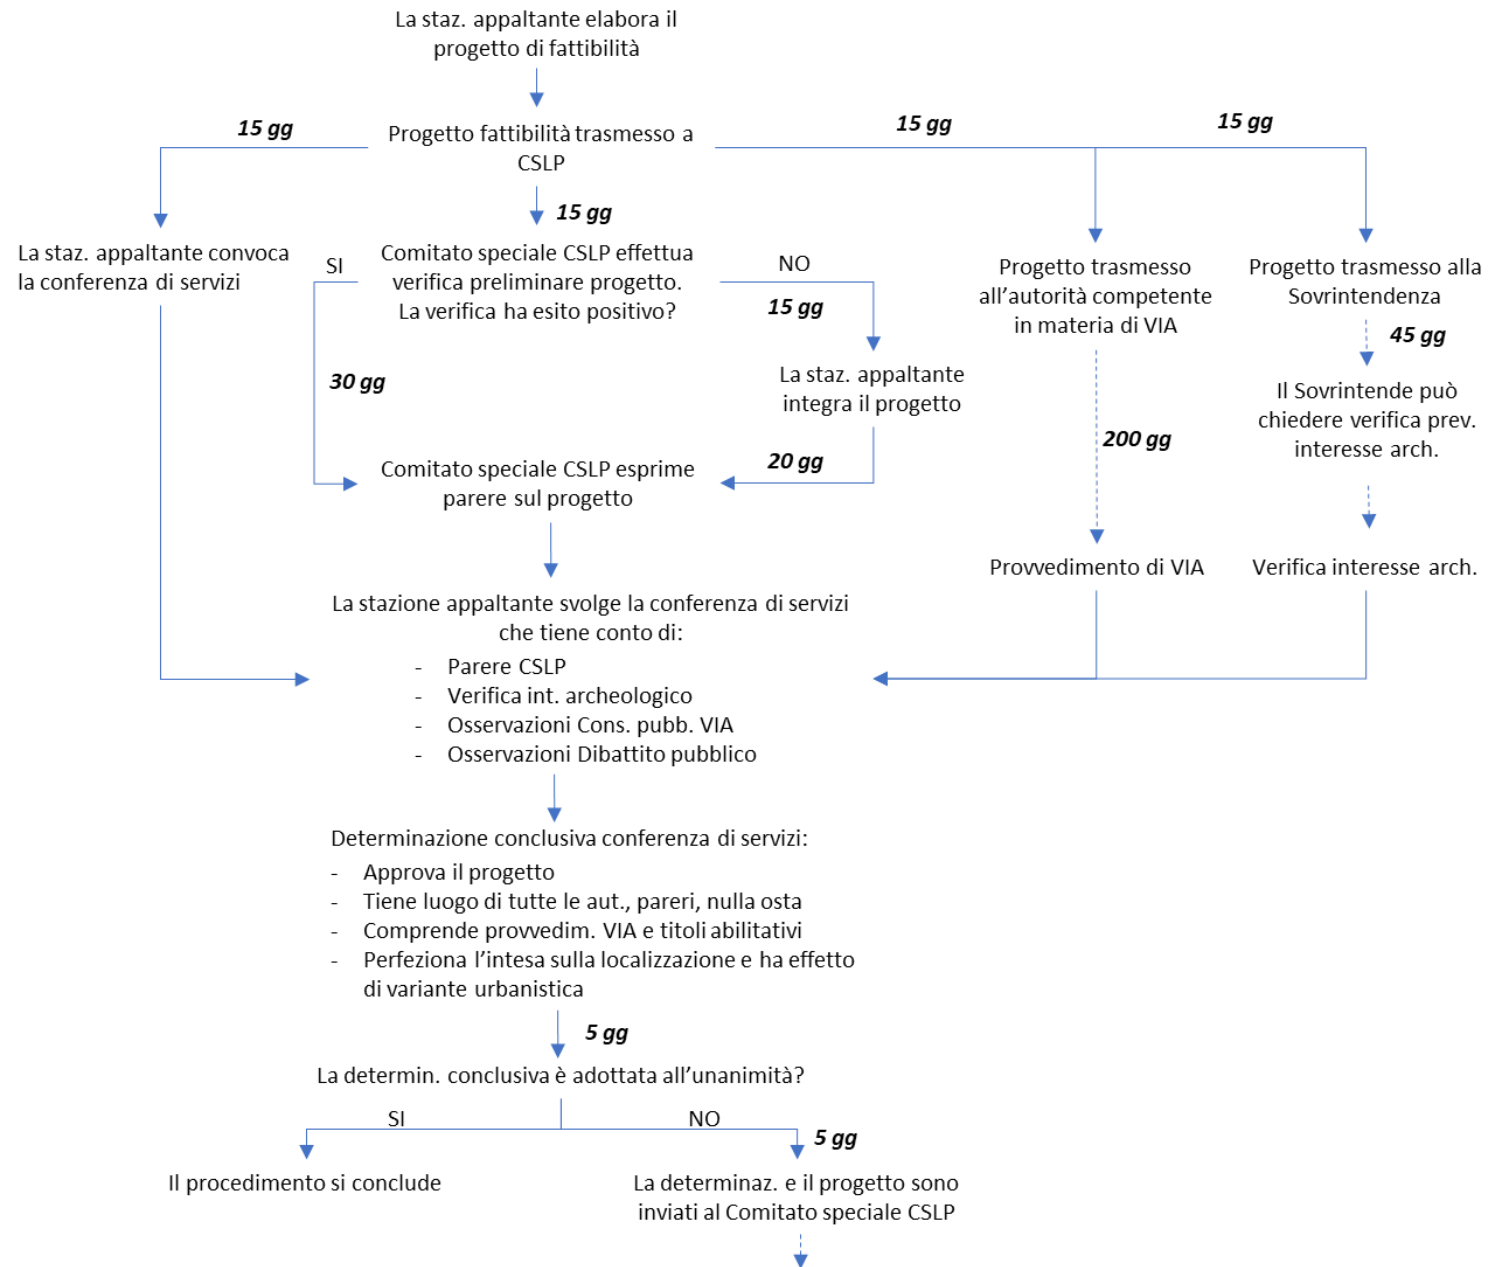 La staz. appaltante elabora il
progetto di fattibilità
15 gg
Progetto fattibilità trasmesso a
CSLP
15 gg
15 gg
15 gg
La staz. appaltante convoca
la conferenza di servizi
SI
Comitato speciale CSLP effettua
verifica preliminare progetto.
La verifica ha esito positivo?
NO
15 gg
Progetto trasmesso
all’autorità competente
in materia di VIA
Progetto trasmesso alla
Sovrintendenza
45 gg
30 gg
La staz. appaltante
integra il progetto
Il Sovrintende può
chiedere verifica prev.
interesse arch.
200 gg
20 gg
Comitato speciale CSLP esprime
parere sul progetto
Provvedimento di VIA
Verifica interesse arch.
La stazione appaltante svolge la conferenza di servizi
che tiene conto di:
- Parere CSLP
- Verifica int. archeologico
- Osservazioni Cons. pubb. VIA
- Osservazioni Dibattito pubblico
Determinazione conclusiva conferenza di servizi:
- Approva il progetto
- Tiene luogo di tutte le aut., pareri, nulla osta
- Comprende provvedim. VIA e titoli abilitativi
- Perfeziona l’intesa sulla localizzazione e ha effetto
di variante urbanistica
5 gg
La determin. conclusiva è adottata all’unanimità?
SI
NO
5 gg
Il procedimento si conclude
La determinaz. e il progetto sono
inviati al Comitato speciale CSLP